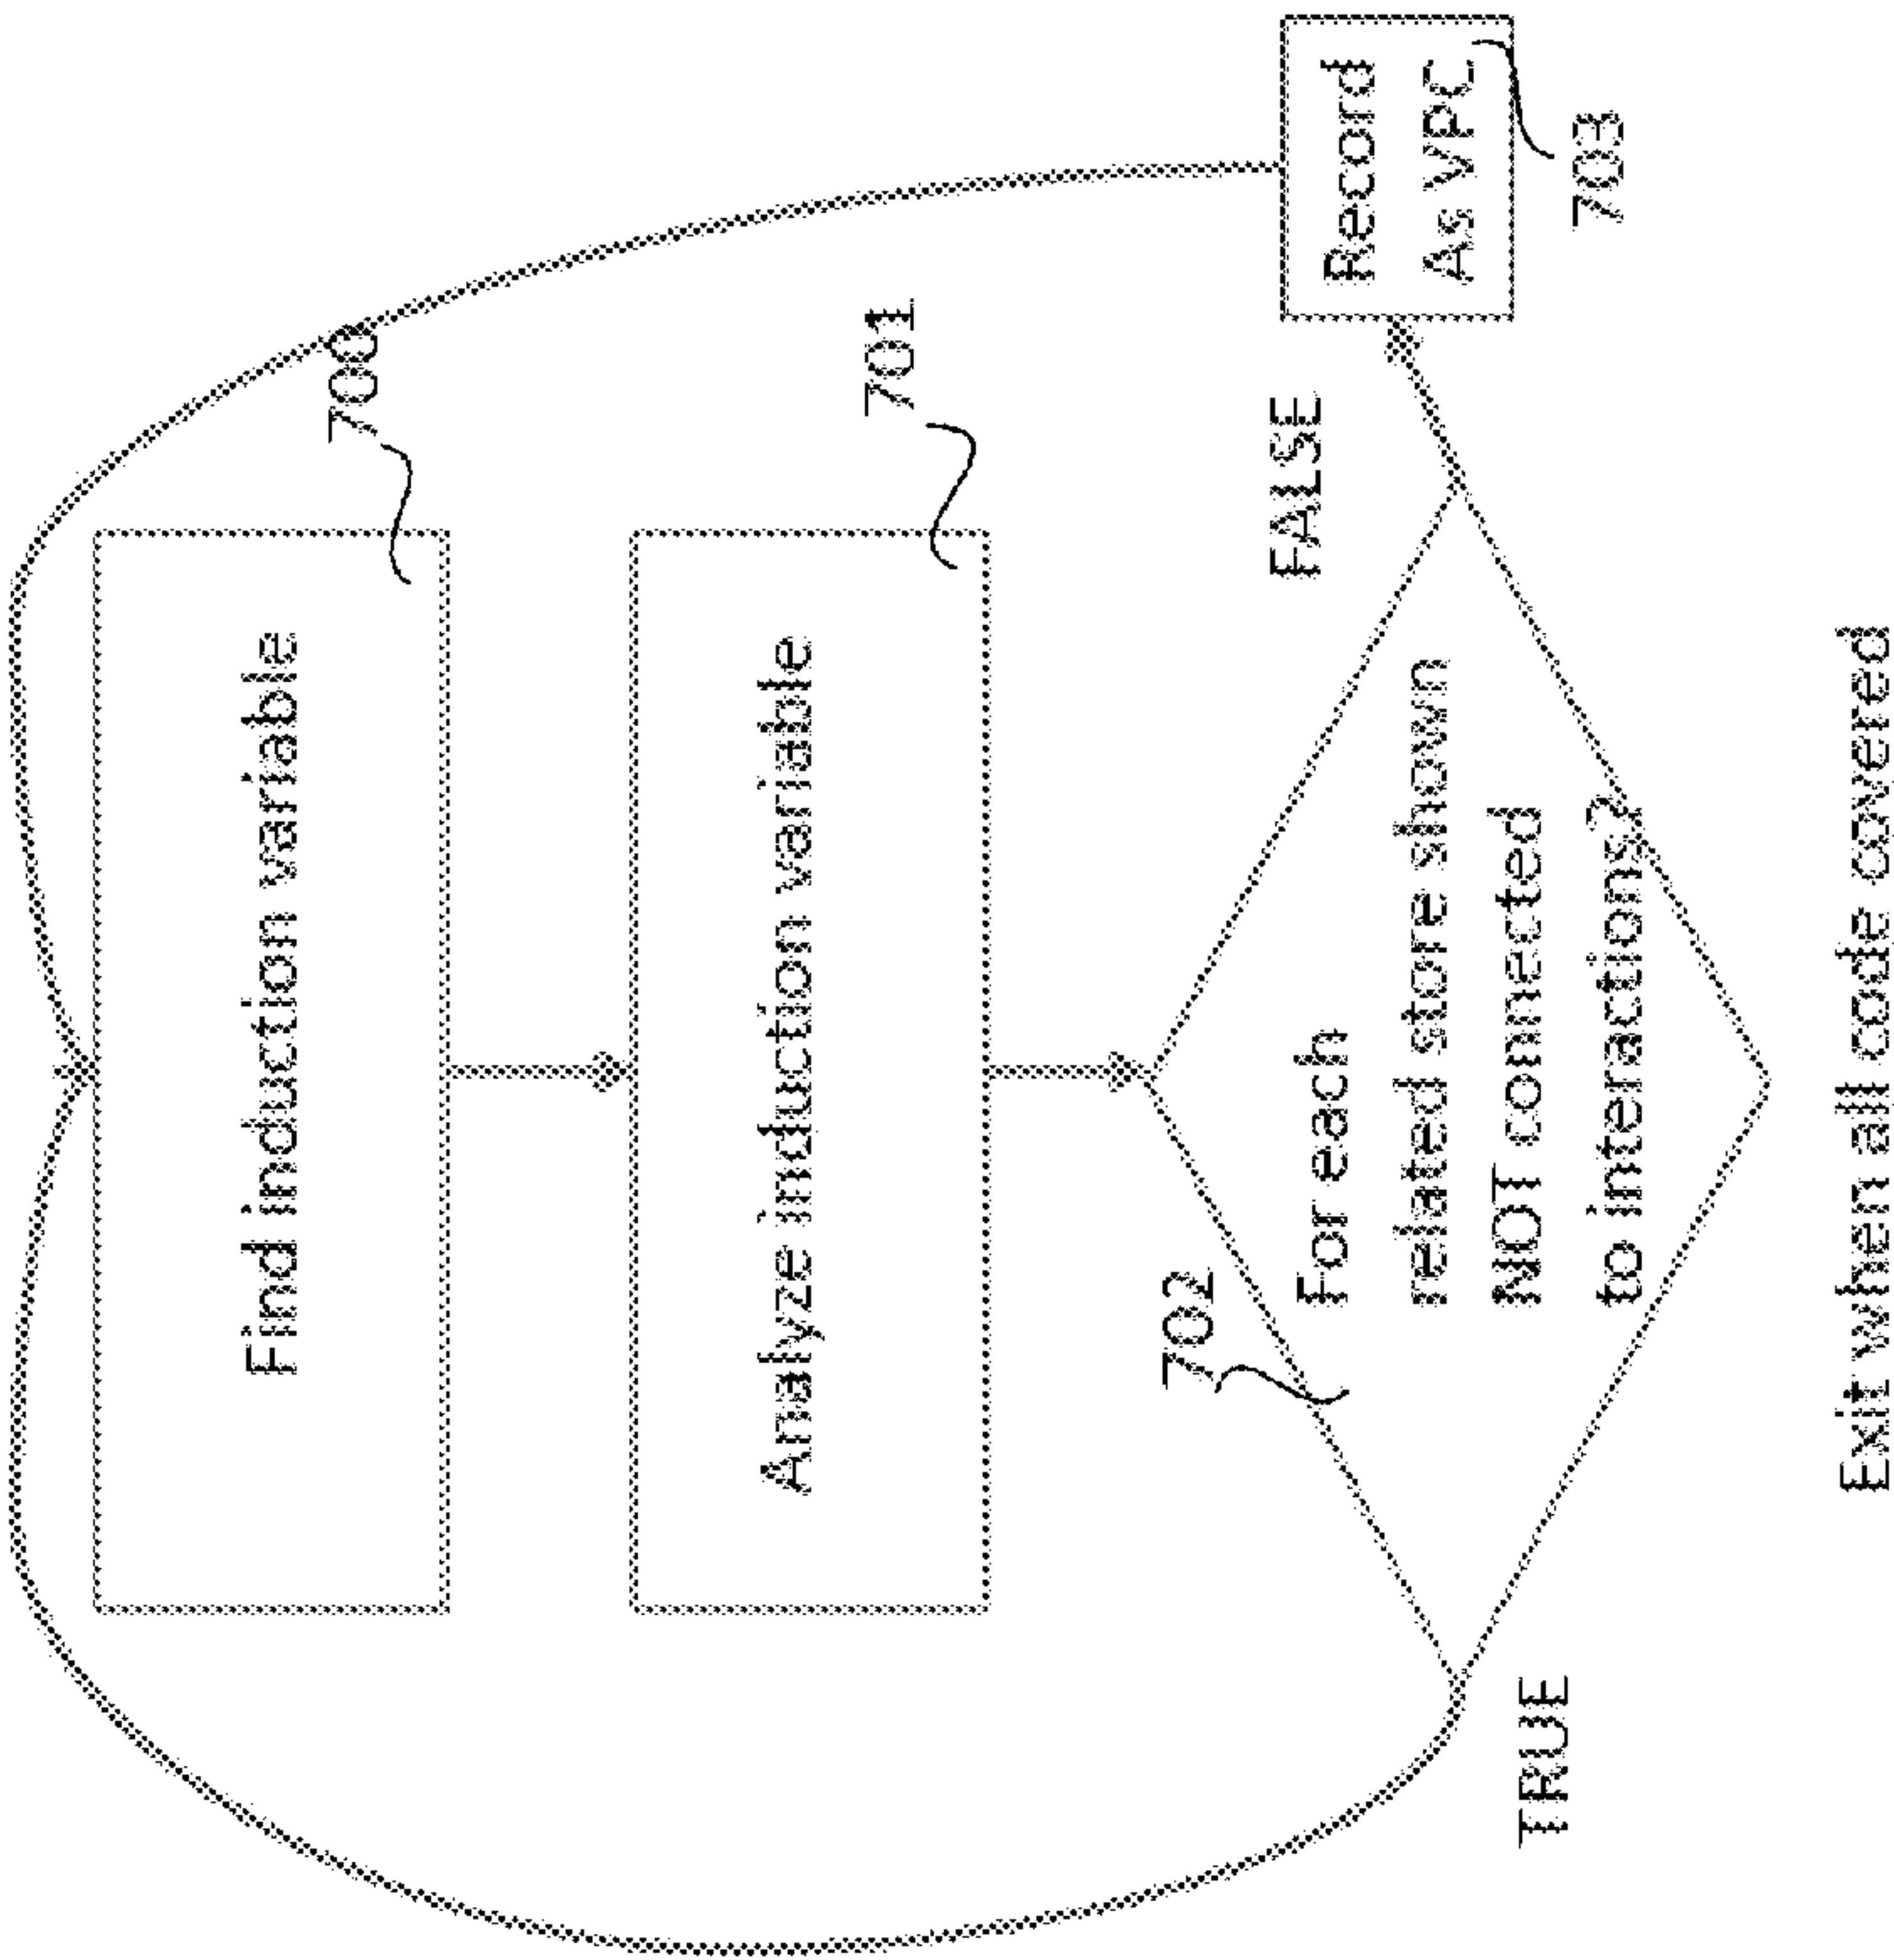 Find induction variable
700
Analyze induction variable
701
702
For each
related store shown
NOT connected
to interactions?
TRUE
FALSE
Record
As VPC
703
Exit when all code covered